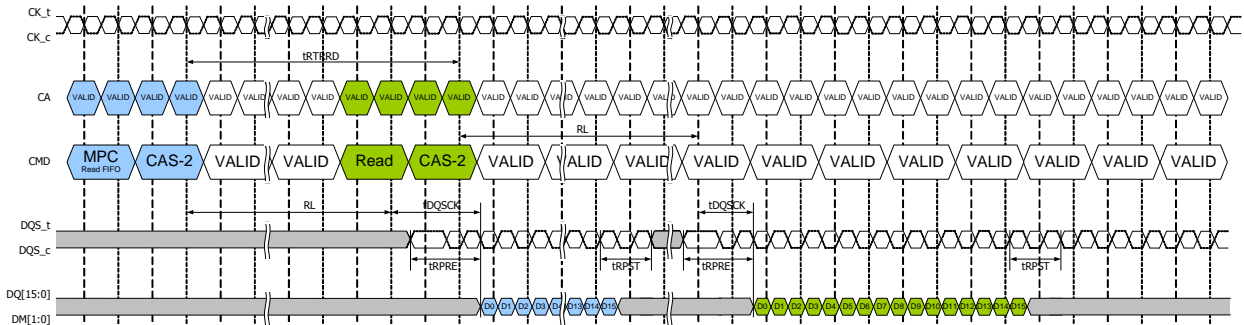 CK_t
CK_c
tRTRRD
CA VALID VALID VALID VALID VALID VALID VALID VALID VALID VALID VALID VALID VALID VALID VALID VALID VALID VALID VALID VALID VALID VALID VALID VALID VALID VALID VALID VALID VALID VALID VALID VALID VALID VALID
RL
CMD MPC CAS-2 VALID VALID Read CAS-2 VALID VALID VALID VALID VALID VALID VALID VALID VALID VALID VALID
Read FIFO
RL tDQSCK tDQSCK
DQS_t
DQS_c
tRPRE tRPST tRPRE tRPST
DQ[15:0]
D0 D1 D2 D3 D4 D13 D14 D15 D0 D1 D2 D3 D4 D5 D6 D7 D8 D9 D10 D11 D12 D13 D14 D15
DM[1:0]